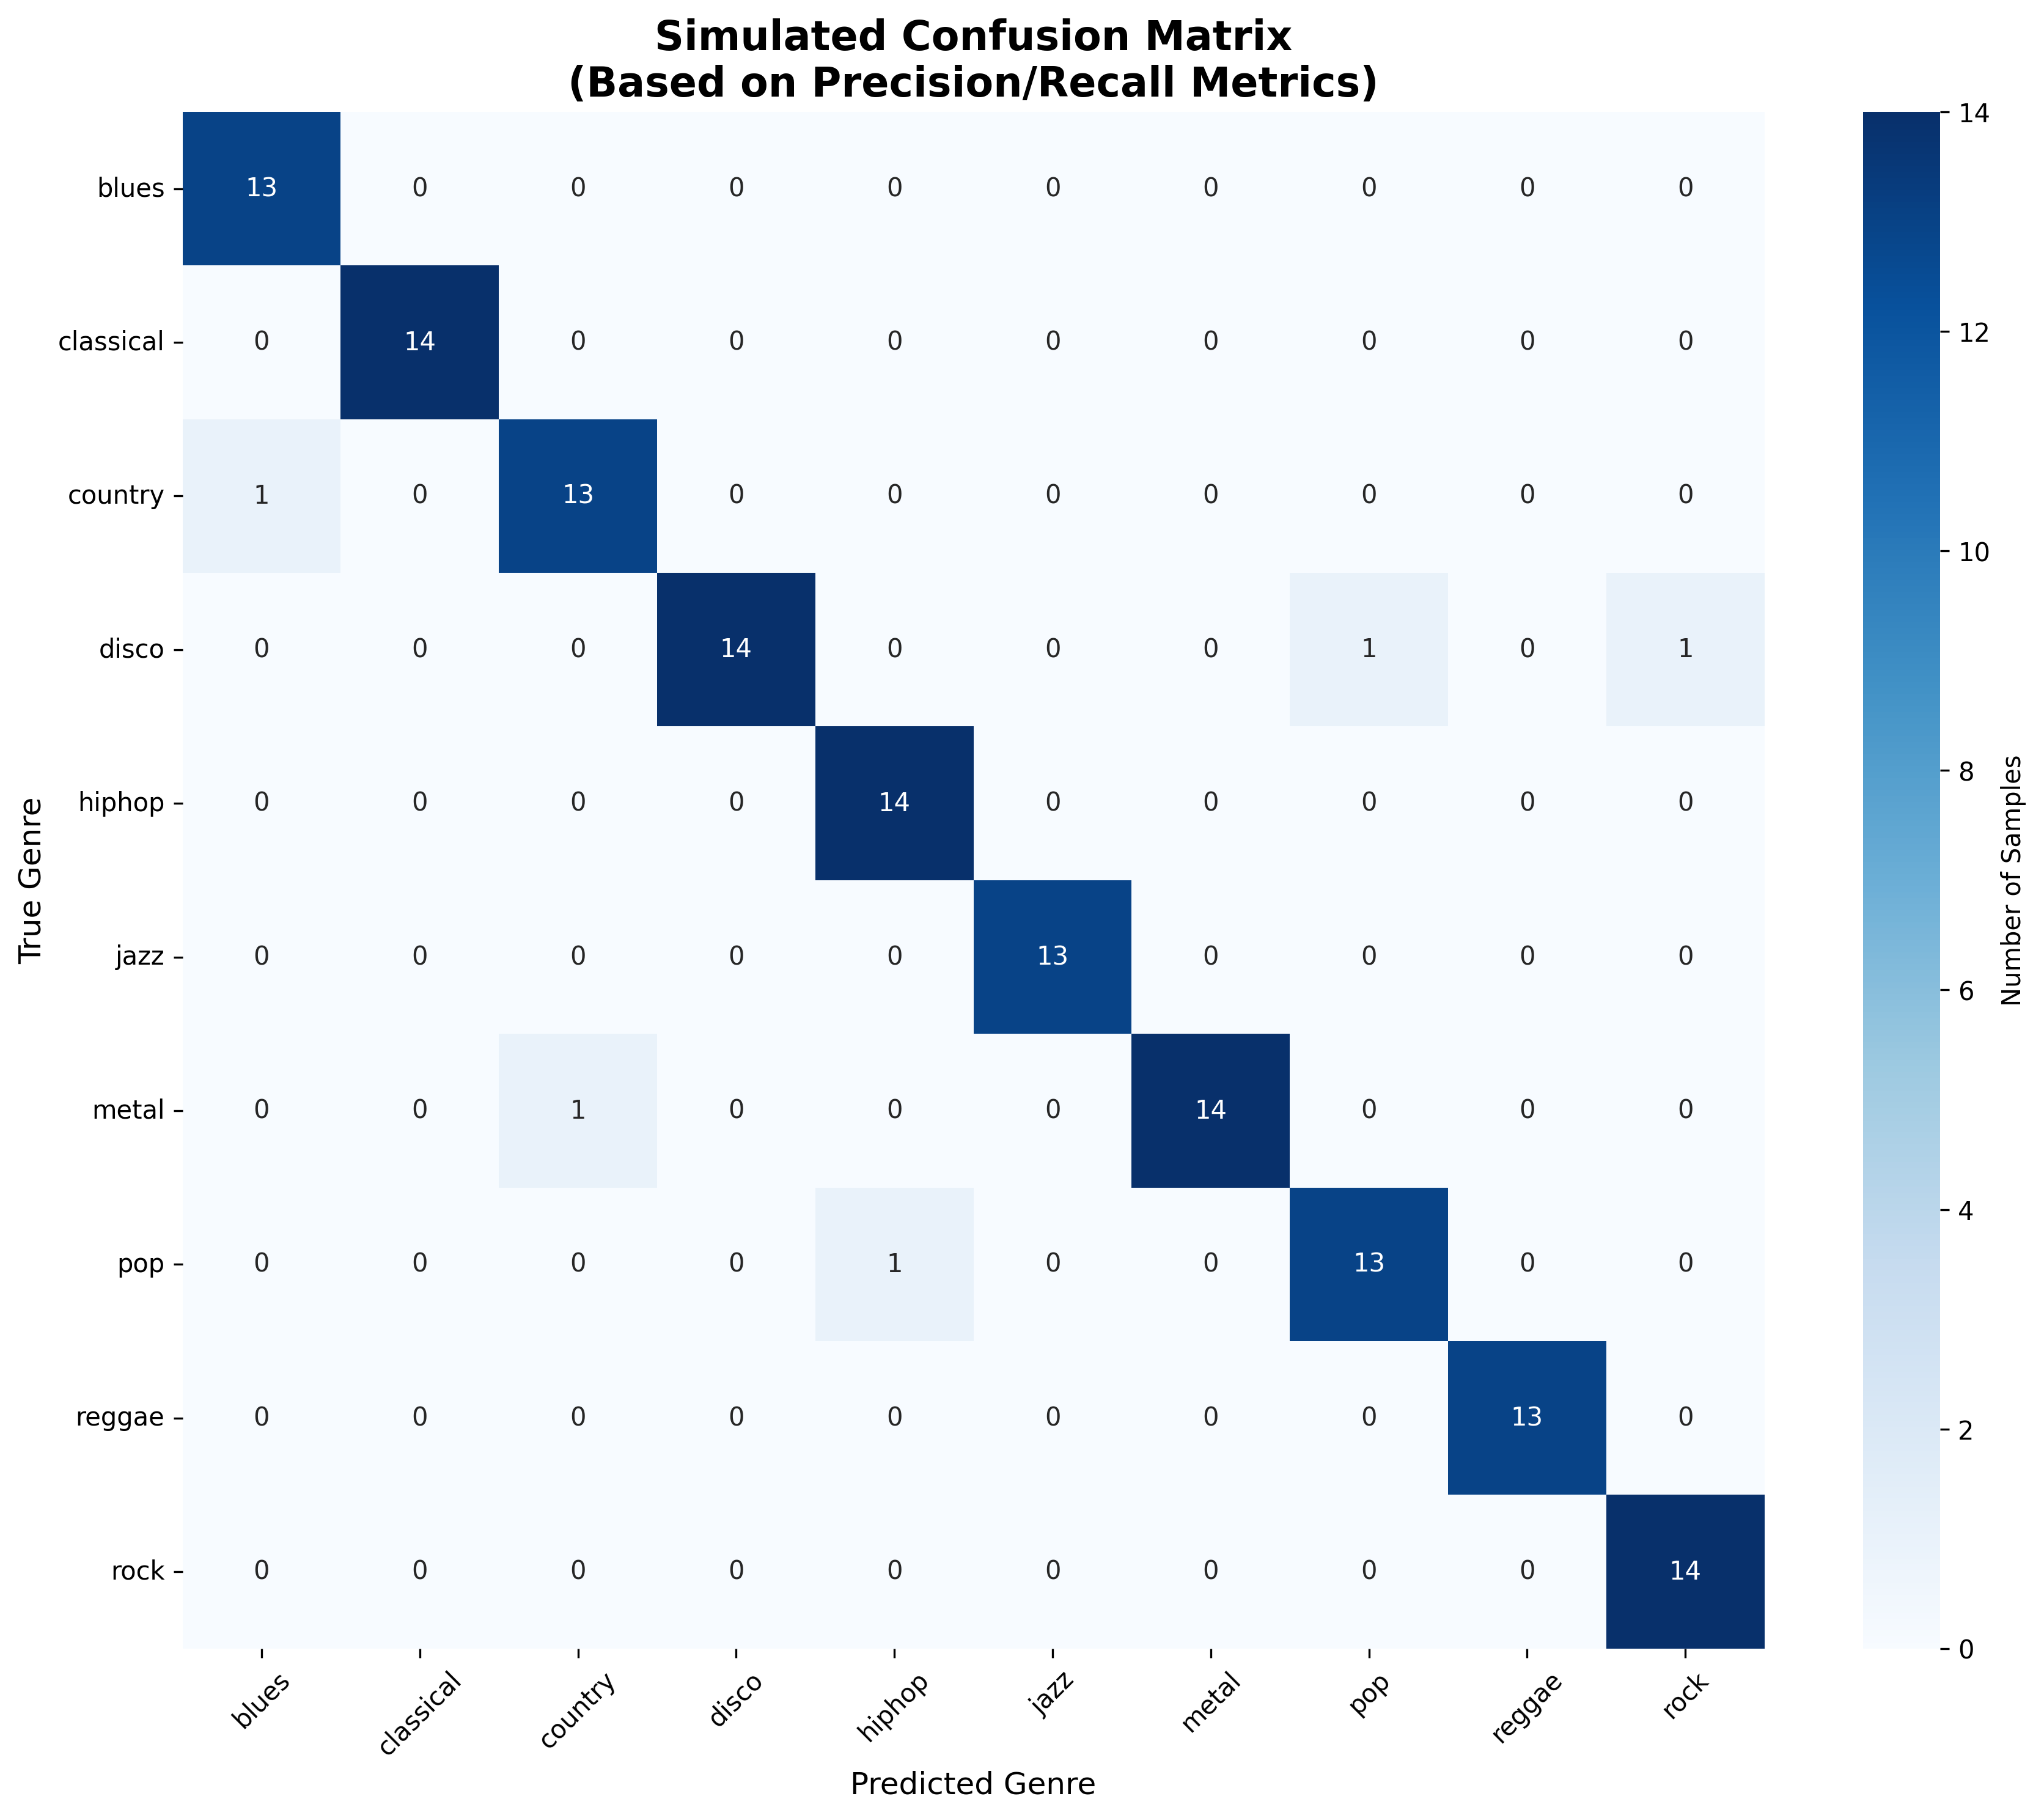 Simulated Confusion Matrix
(Based on Precision/Recall Metrics)
True Genre
blues 13 0 0 0 0 0 0 0 0 0
classical 0 14 0 0 0 0 0 0 0 0
country 1 0 13 0 0 0 0 0 0 0
disco 0 0 0 14 0 0 0 1 0 1
hiphop 0 0 0 0 14 0 0 0 0 0
jazz 0 0 0 0 0 13 0 0 0 0
metal 0 0 1 0 0 0 14 0 0 0
pop 0 0 0 0 1 0 0 13 0 0
reggae 0 0 0 0 0 0 0 0 13 0
rock 0 0 0 0 0 0 0 0 0 14
blues classical country disco hiphop jazz metal pop reggae rock
Predicted Genre
14
12
10
8
6
4
2
0
Number of Samples